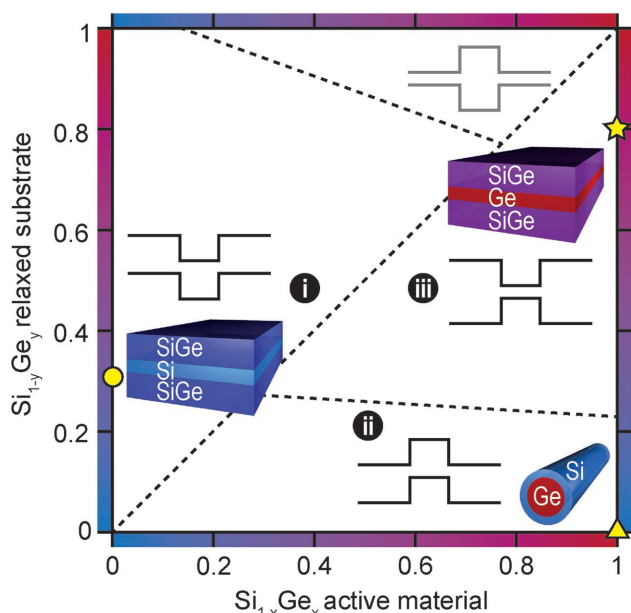 1
0.8
0.6
0.4
0.2
0
0
0.2
0.4
0.6
0.8
1
Si1-yGey relaxed substrate
Si1-xGex active material
SiGe
Ge
SiGe
i
iii
SiGe
Si
SiGe
ii
Si
Ge